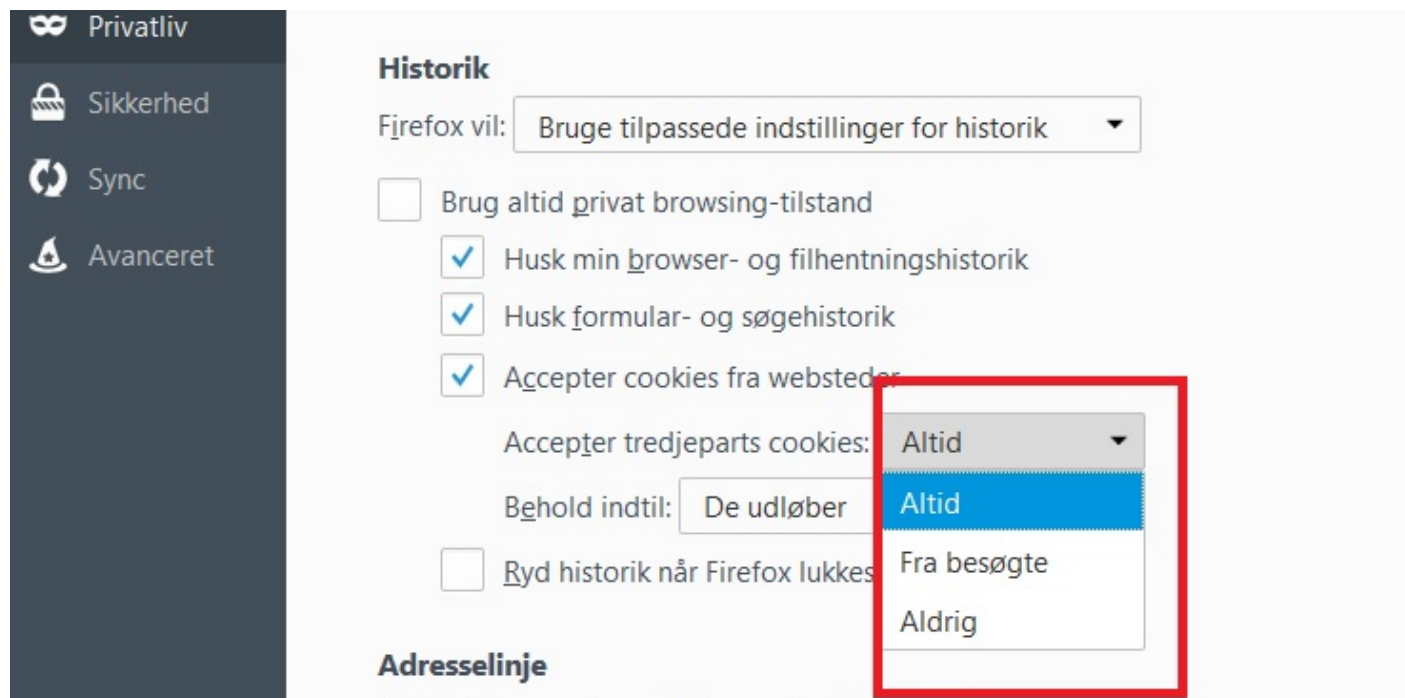 Privatliv
Sikkerhed
Sync
Avanceret
Historik
Firefox vil: Bruge tilpassede indstillinger for historik
Brug altid privat browsing-tilstand
Husk min browser- og filhentningshistorik
Husk formular- og søgehistorik
Accepter cookies fra websteder
Accepter tredjeparts cookies: Altid
Altid
Behold indtil: De udløber
Fra besøgte
Ryd historik når Firefox lukkes
Aldrig
Adresselinje